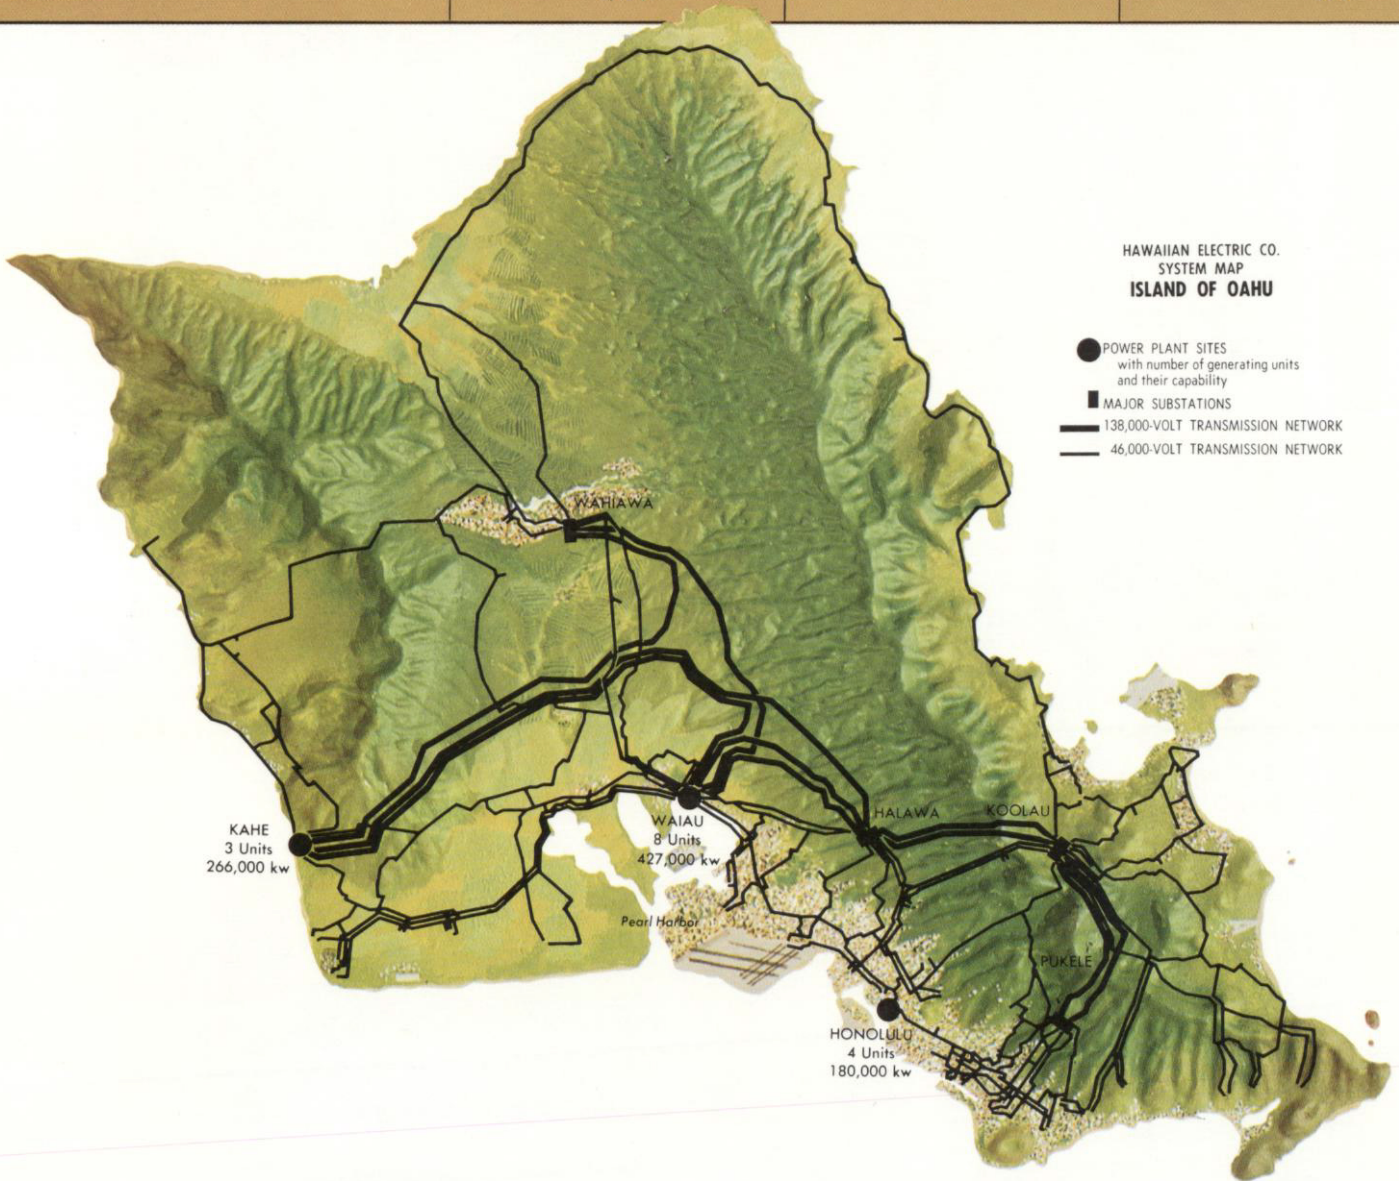 HAWAIIAN ELECTRIC CO.
SYSTEM MAP
ISLAND OF OAHU
POWER PLANT SITES
with number of generating units
and their capability
MAJOR SUBSTATIONS
138,000-VOLT TRANSMISSION NETWORK
46,000-VOLT TRANSMISSION NETWORK
WAHIAWA
KAHE
3 Units
266,000 kw
WAIAU
8 Units
427,000 kw
HALAWA
KOOLAU
Pearl Harbor
PUKELE
HONOLULU
4 Units
180,000 kw